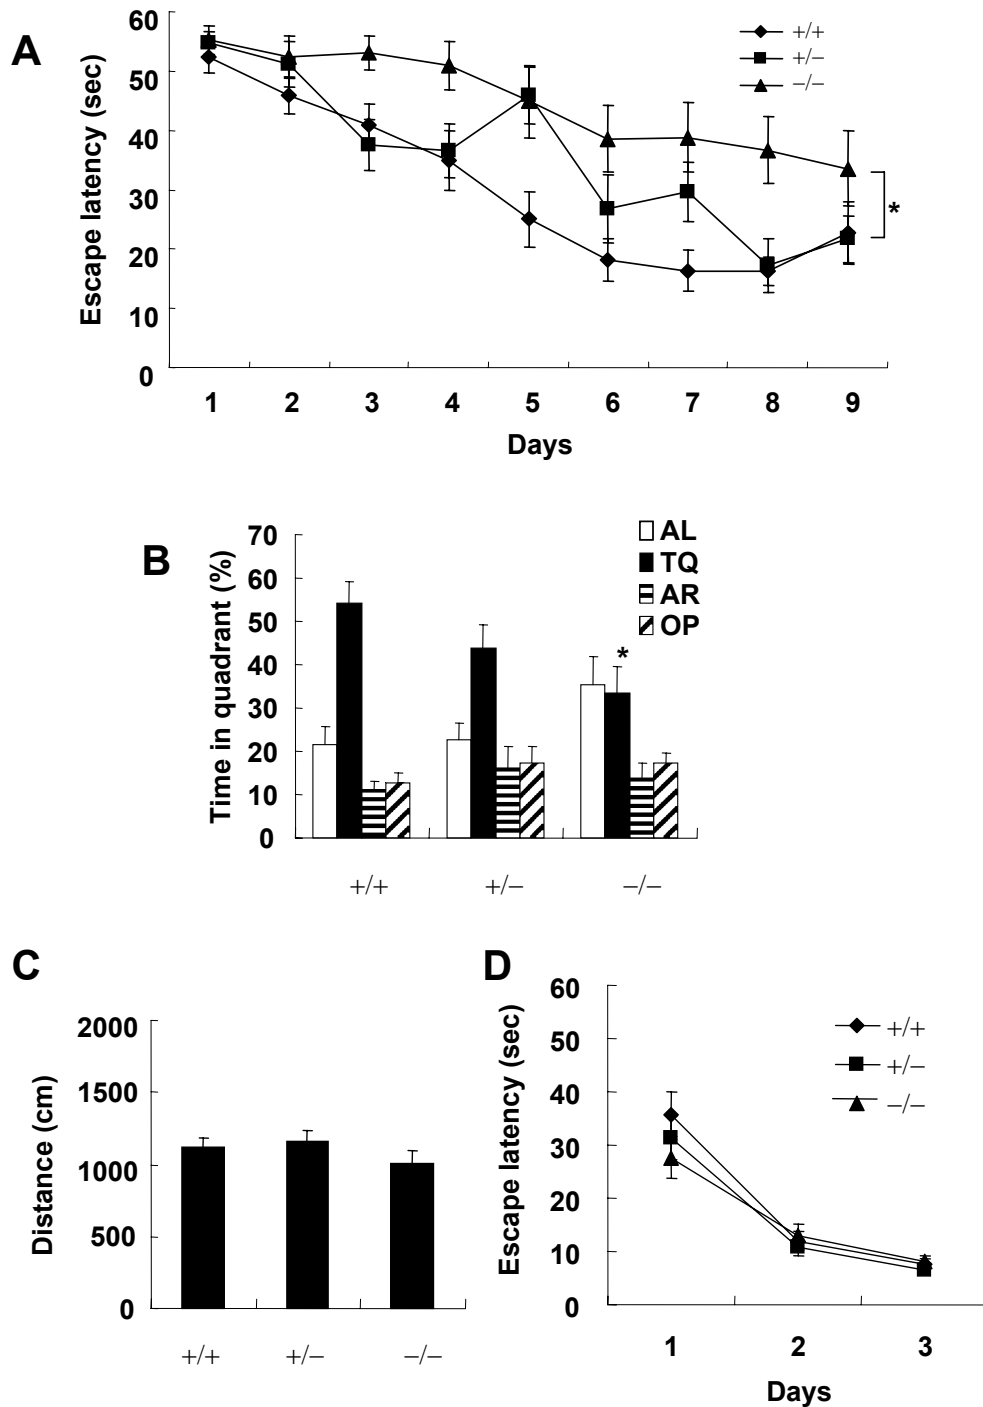 A
Escape latency (sec)
60
50
40
30
20
10
0
1 2 3 4 5 6 7 8 9
Days
+/+
+/−
−/−
*
B
Time in quadrant (%)
70
60
50
40
30
20
10
0
AL
TQ
AR
OP
*
+/+ +/− −/−
C
Distance (cm)
2000
1500
1000
500
0
+/+ +/− −/−
D
Escape latency (sec)
60
50
40
30
20
10
0
+/+
+/−
−/−
1 2 3
Days